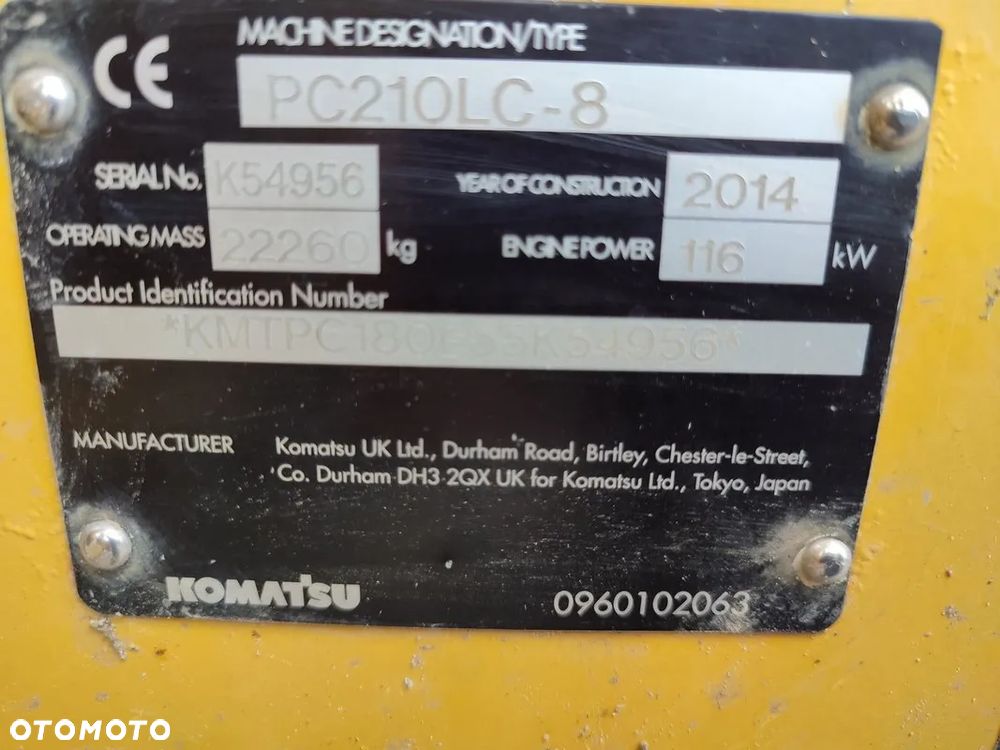 CE
MACHINE DESIGNATION/TYPE
PC210LC-8
SERIAL No. K54956 YEAR OF CONSTRUCTION 2014
OPERATING MASS 22260 kg ENGINE POWER 116 kW
Product Identification Number
MANUFACTURER Komatsu UK Ltd., Durham Road, Birtley, Chester-le-Street,
Co. Durham DH3 2QX UK for Komatsu Ltd., Tokyo, Japan
KOMATSU 0960102063
OTOMOTO